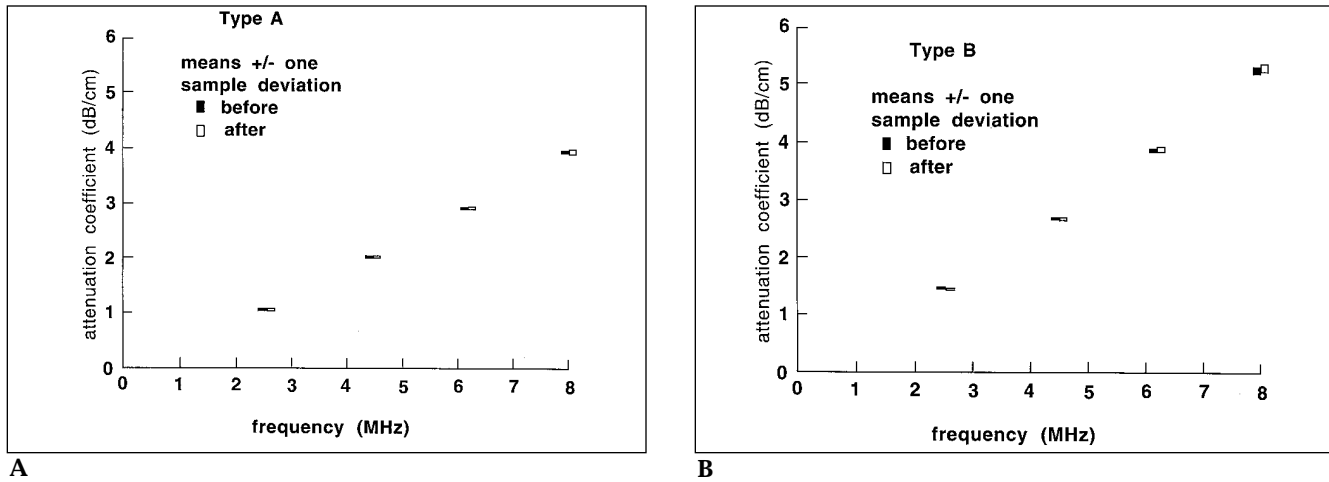 Type A
means +/- one
sample deviation
before
after
attenuation coefficient (dB/cm)
6
5
4
3
2
1
0
0 1 2 3 4 5 6 7 8
frequency (MHz)
A
Type B
means +/- one
sample deviation
before
after
attenuation coefficient (dB/cm)
6
5
4
3
2
1
0
0 1 2 3 4 5 6 7 8
frequency (MHz)
B